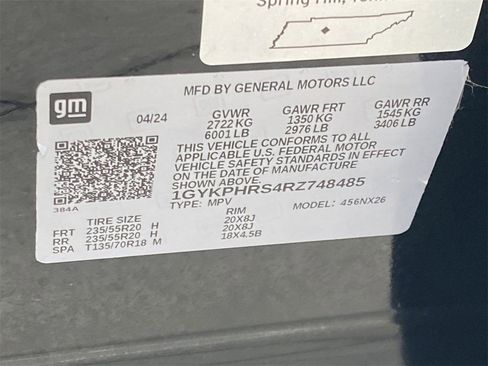 Spring Hill, Tenn
MFD BY GENERAL MOTORS LLC
gm
04/24
GVWR
2722 KG
6001 LB
GAWR FRT
1350 KG
2976 LB
GAWR RR
1545 KG
3406 LB
THIS VEHICLE CONFORMS TO ALL
APPLICABLE U.S. FEDERAL MOTOR
VEHICLE SAFETY STANDARDS IN EFFECT
ON THE DATE OF MANUFACTURE
SHOWN ABOVE.
1GYKPHRS4RZ748485
TYPE: MPV MODEL: 456NX26
384A
TIRE SIZE RIM
FRT 235/55R20 H 20X8J
RR 235/55R20 H 20X8J
SPA T135/70R18 M 18X4.5B